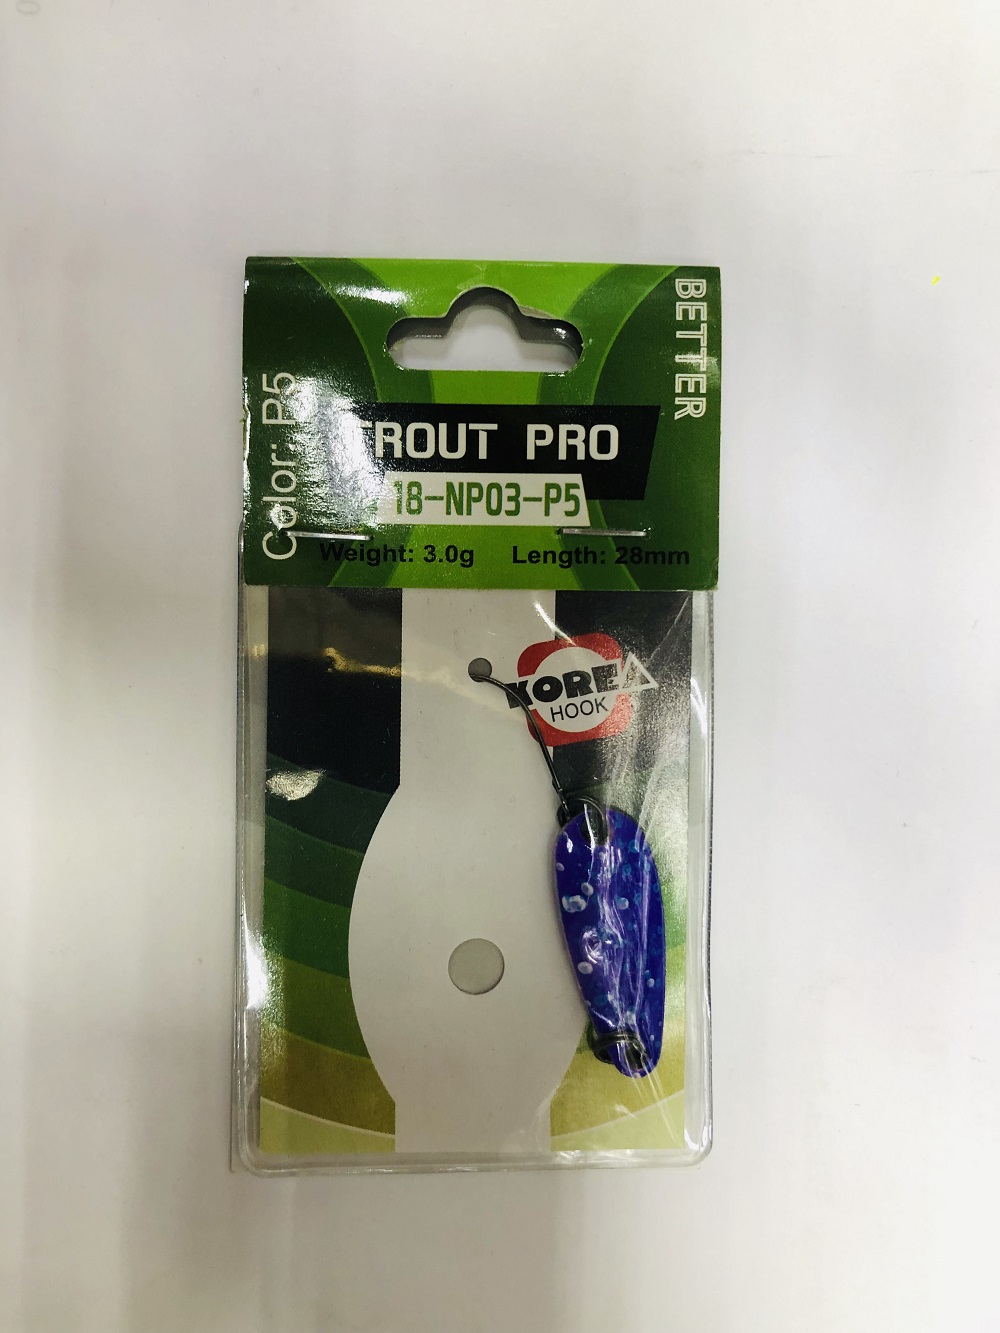 BETTER
Color: P5
TROUT PRO
18-NP03-P5
Weight: 3.0g Length: 28mm
KOREA
HOOK